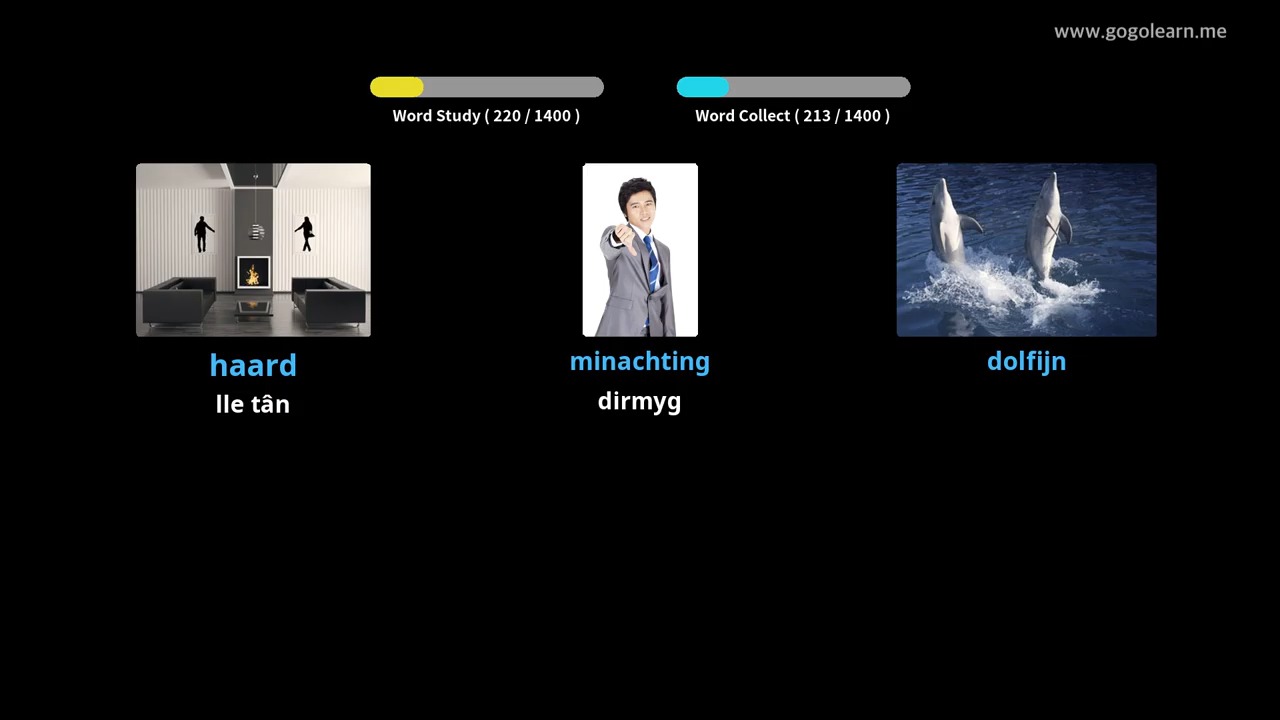 www.gogolearn.me
Word Study ( 220 / 1400 )
Word Collect ( 213 / 1400 )
haard
lle tân
minachting
dirmyg
dolfijn